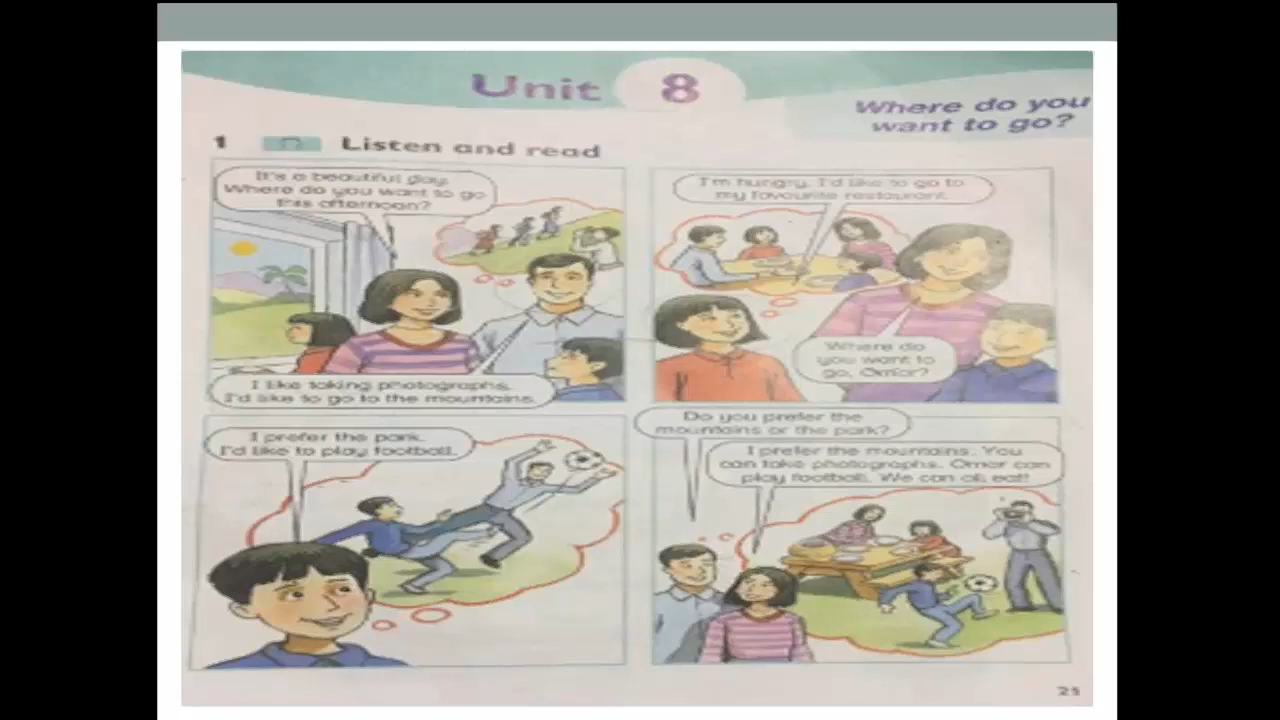 Unit 8
Where do you
want to go?
1 Listen and read
It's a beautiful day.
Where do you want to go
this afternoon?
I like taking photographs.
I'd like to go to the mountains.
I'm hungry. I'd like to go to
my favourite restaurant.
Where do
you want to
go, Omar?
I prefer the park.
I'd like to play football.
Do you prefer the
mountains or the park?
I prefer the mountains. You
can take photographs. Omar can
play football. We can all eat!
21